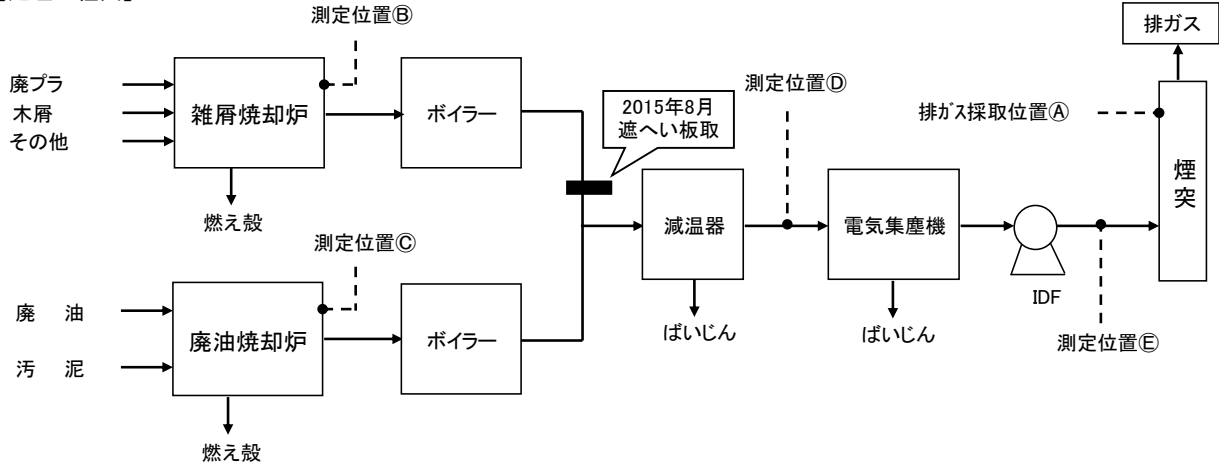 測定位置Ⓑ
排ガス
廃プラ
木屑
その他
雑屑焼却炉
ボイラー
2015年8月
遮へい板取
測定位置Ⓓ
排ガス採取位置Ⓐ
煙突
燃え殻
減温器
電気集塵機
測定位置Ⓒ
IDF
廃　油
汚　泥
廃油焼却炉
ボイラー
ばいじん
ばいじん
測定位置Ⓔ
燃え殻